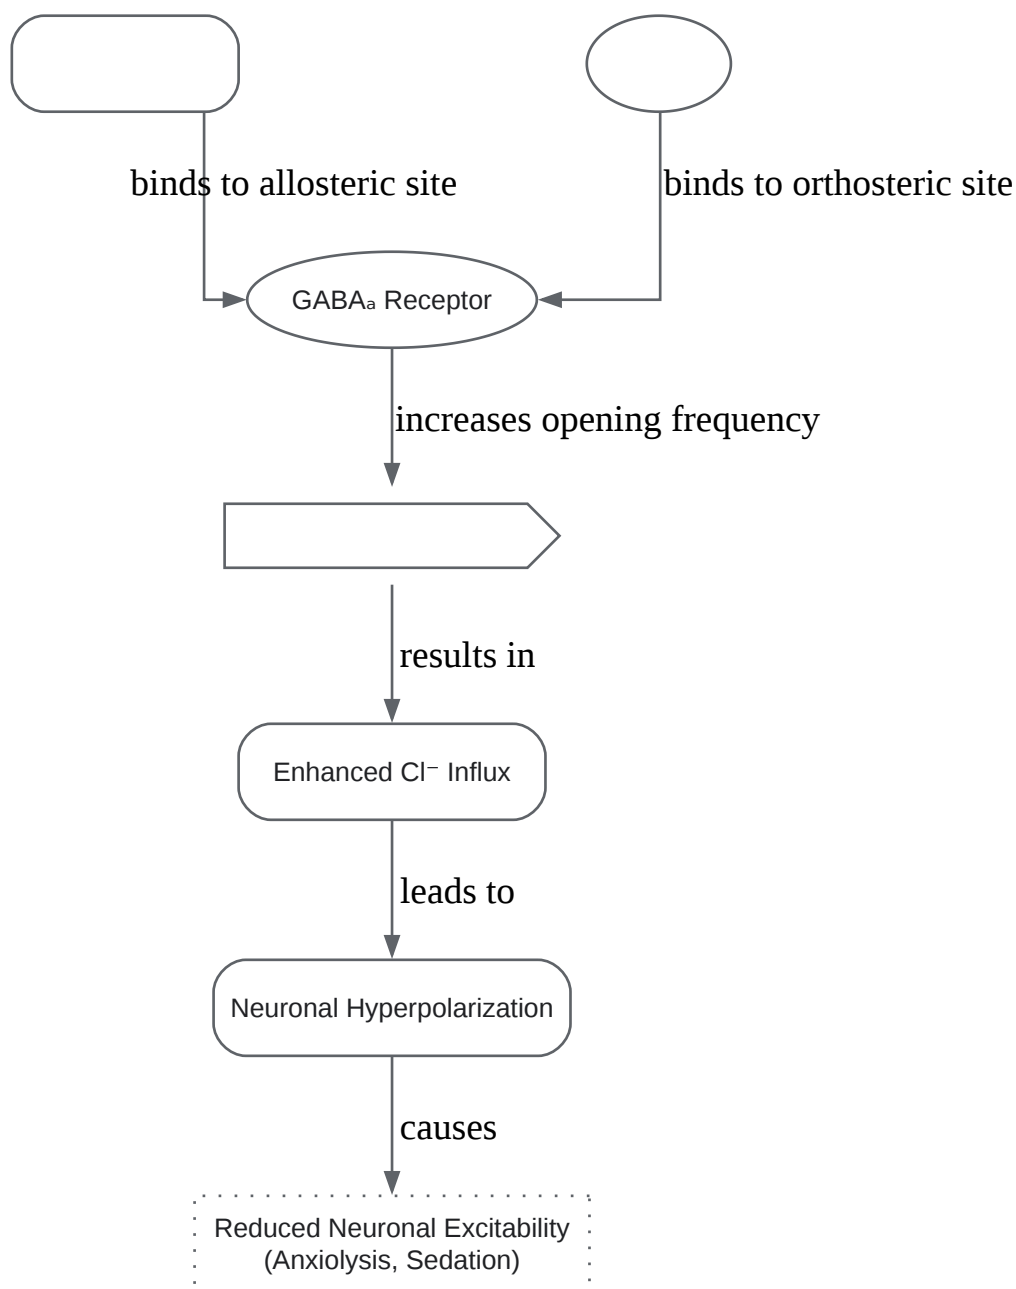 binds to allosteric site
binds to orthosteric site
GABAₐ Receptor
increases opening frequency
results in
Enhanced Cl⁻ Influx
leads to
Neuronal Hyperpolarization
causes
Reduced Neuronal Excitability
(Anxiolysis, Sedation)